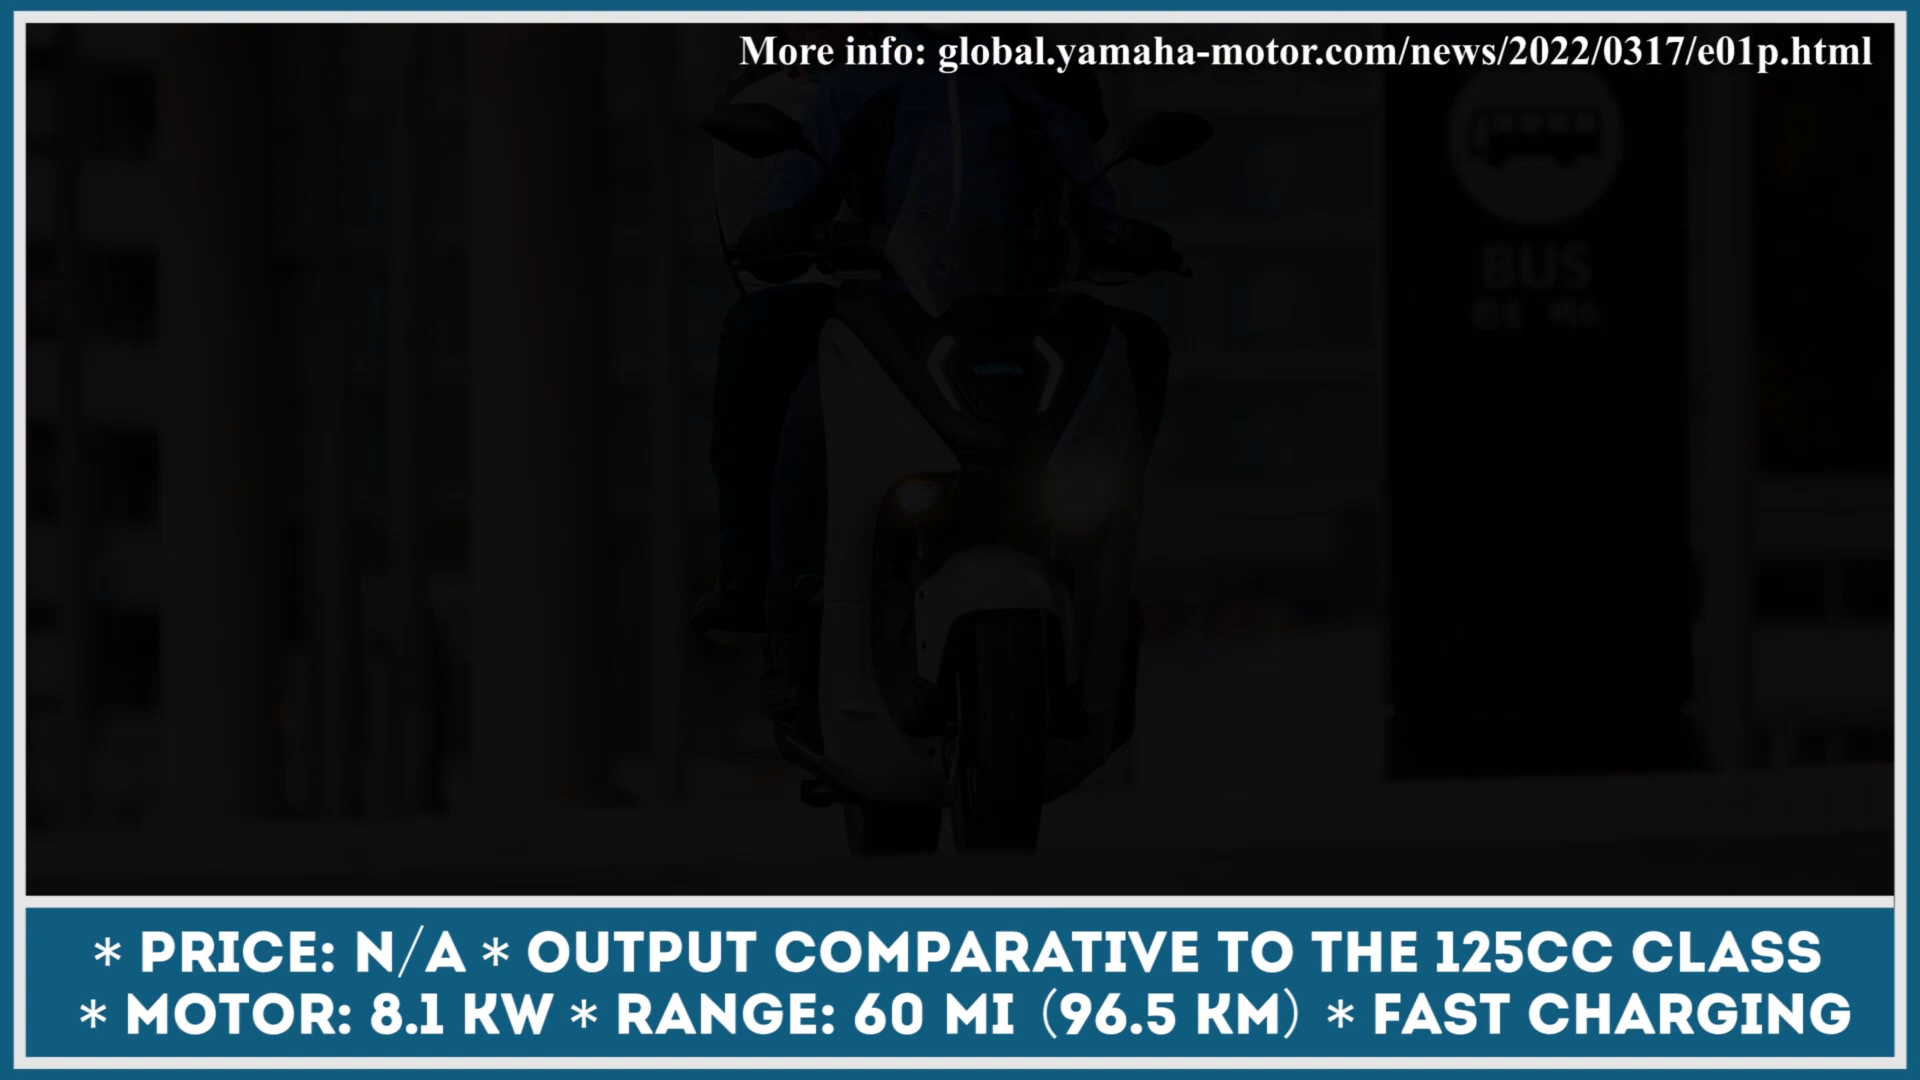 More info: global.yamaha-motor.com/news/2022/0317/e01p.html
BUS
YAMAHA
* PRICE: N/A * OUTPUT COMPARATIVE TO THE 125CC CLASS
* MOTOR: 8.1 KW * RANGE: 60 MI (96.5 KM) * FAST CHARGING